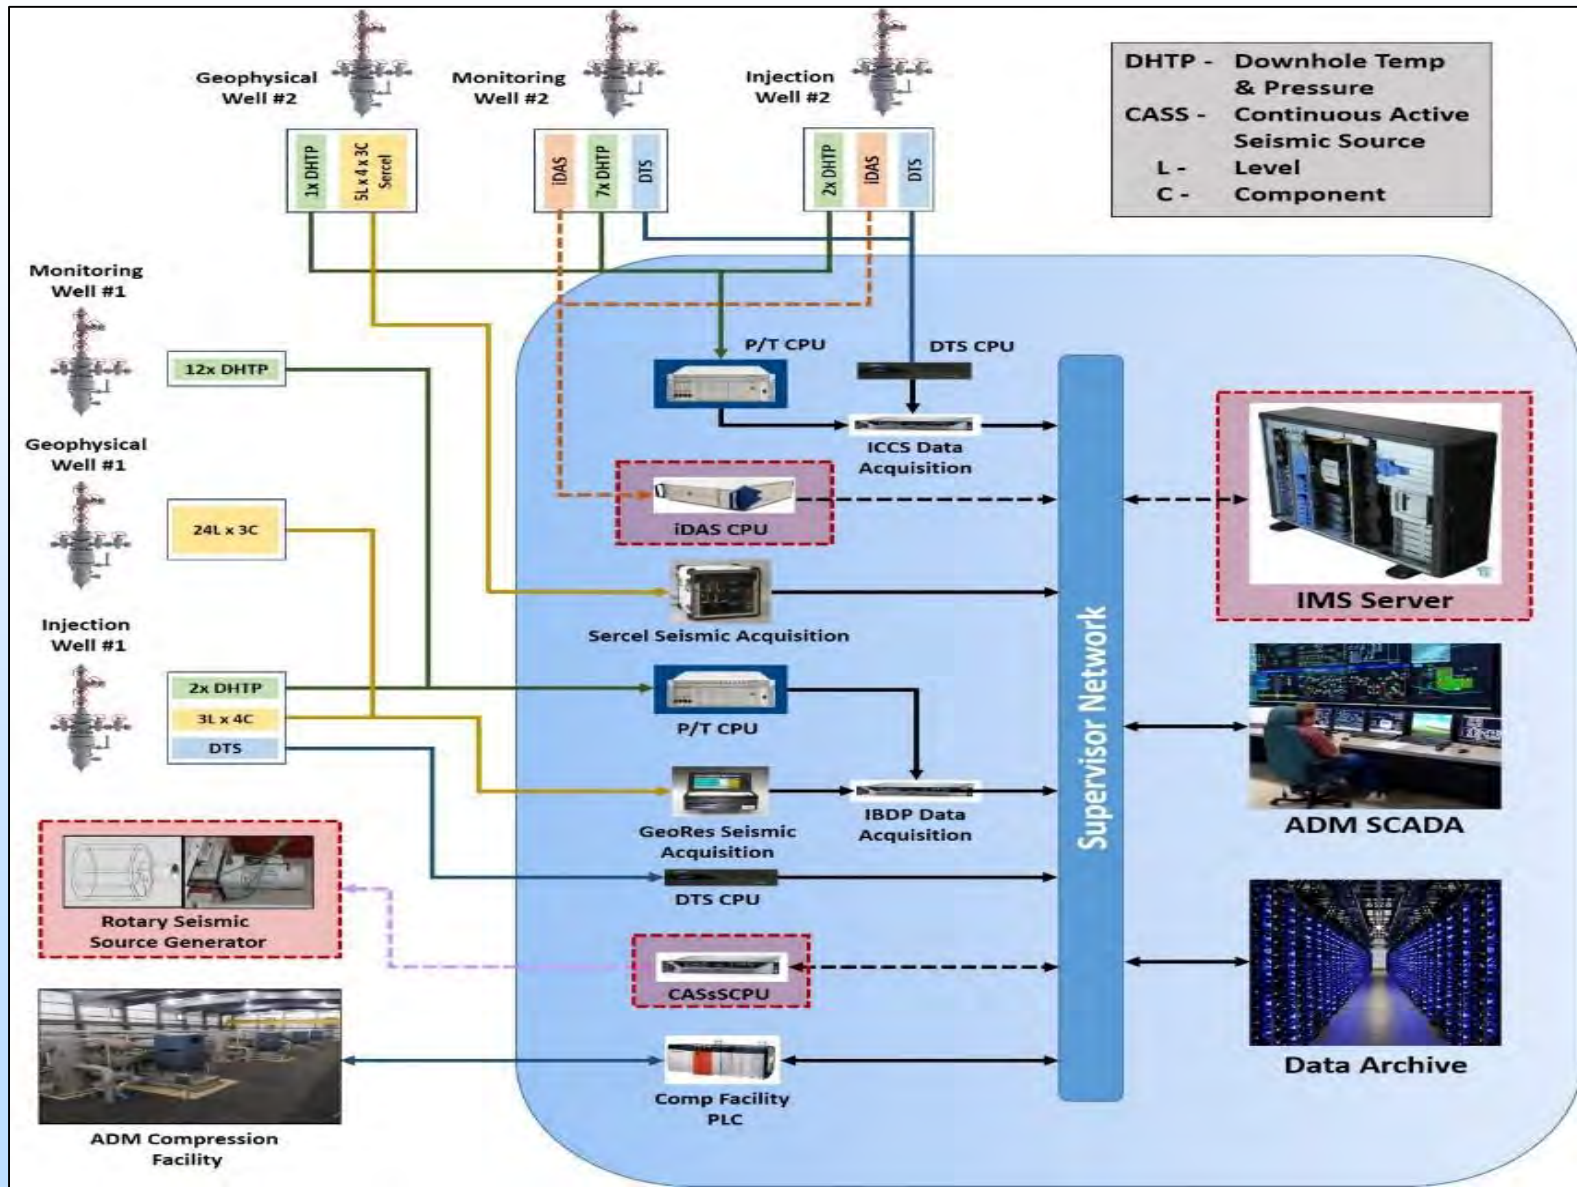 Geophysical
Well #2
Monitoring
Well #2
Injection
Well #2
DHTP - Downhole Temp
& Pressure
CASS - Continuous Active
Seismic Source
L - Level
C - Component
1x DHTP
5L x 4 x 3C
Sercel
iDAS
7x DHTP
DTS
2x DHTP
iDAS
DTS
Monitoring
Well #1
12x DHTP
Geophysical
Well #1
24L x 3C
Injection
Well #1
2x DHTP
3L x 4C
DTS
P/T CPU
DTS CPU
ICCS Data
Acquisition
iDAS CPU
Sercel Seismic Acquisition
P/T CPU
GeoRes Seismic
Acquisition
IBDP Data
Acquisition
DTS CPU
CASsSCPU
Comp Facility
PLC
Supervisor Network
IMS Server
ADM SCADA
Data Archive
Rotary Seismic
Source Generator
ADM Compression
Facility